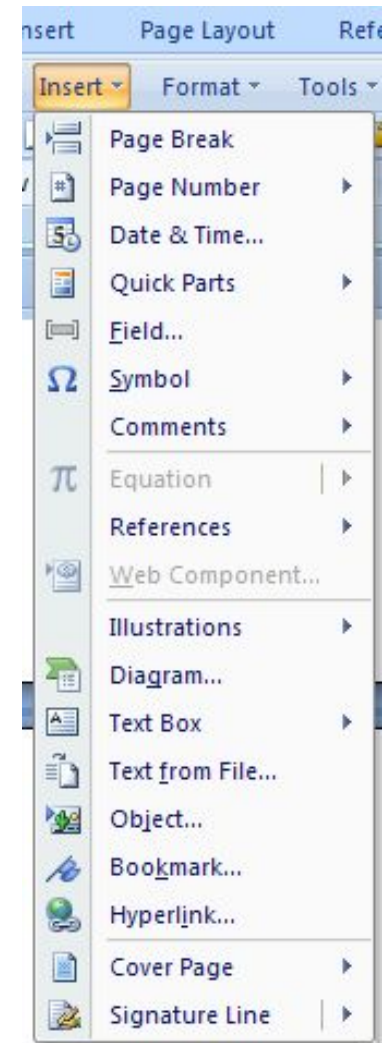 nsert Page Layout Refe
Insert Format Tools
Page Break
Page Number
Date & Time...
Quick Parts
Field...
Symbol
Comments
Equation
References
Web Component...
Illustrations
Diagram...
Text Box
Text from File...
Object...
Bookmark...
Hyperlink...
Cover Page
Signature Line